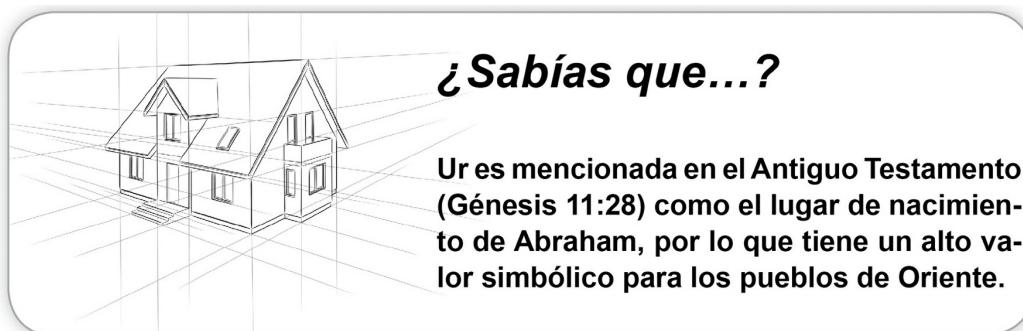 ¿Sabías que…?
Ur es mencionada en el Antiguo Testamento
(Génesis 11:28) como el lugar de nacimien-
to de Abraham, por lo que tiene un alto va-
lor simbólico para los pueblos de Oriente.